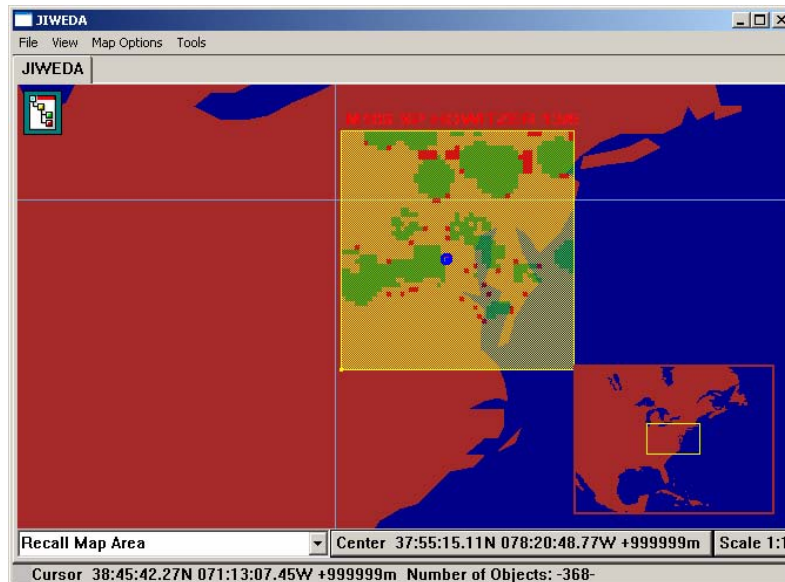 JIWEDA
File View Map Options Tools
JIWEDA
Recall Map Area
Center 37:55:15.11N 078:20:48.77W +999999m
Scale 1:1
Cursor 38:45:42.27N 071:13:07.45W +999999m Number of Objects: -368-